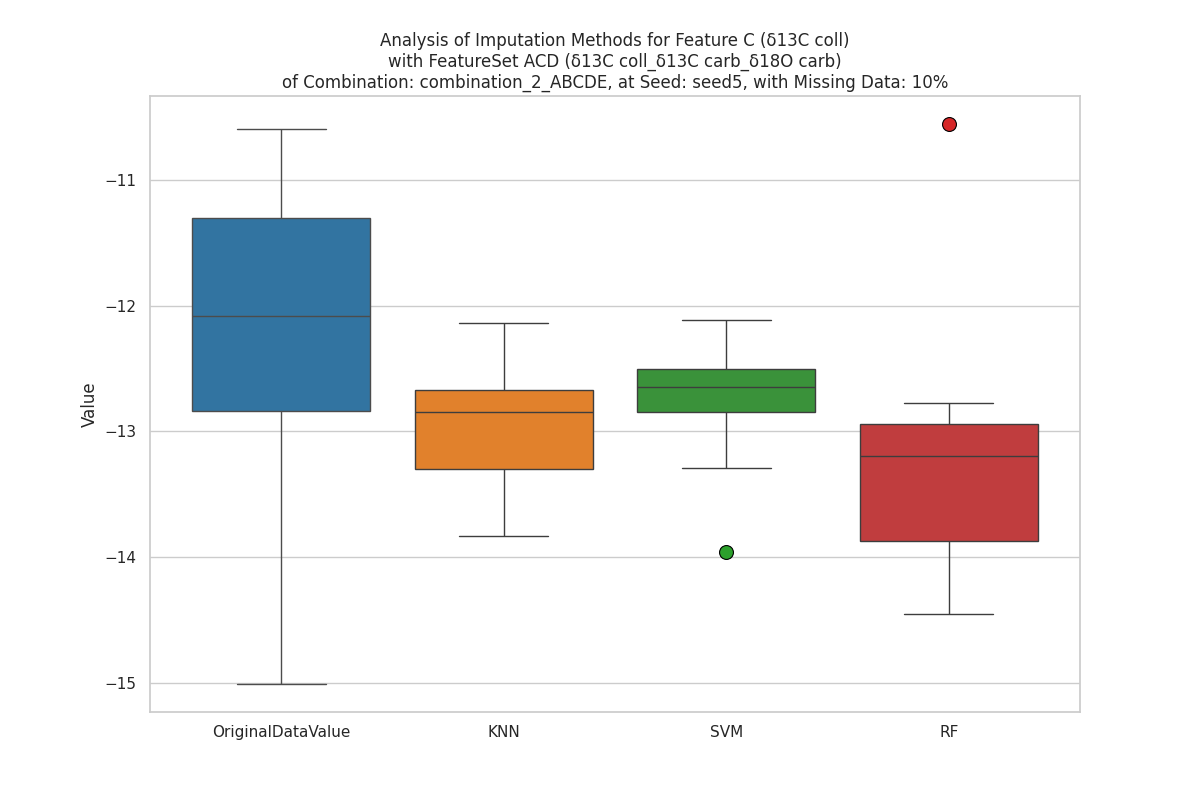 Analysis of Imputation Methods for Feature C (δ13C coll)
with FeatureSet ACD (δ13C coll_δ13C carb_δ18O carb)
of Combination: combination_2_ABCDE, at Seed: seed5, with Missing Data: 10%
Value
−11
−12
−13
−14
−15
OriginalDataValue
KNN
SVM
RF